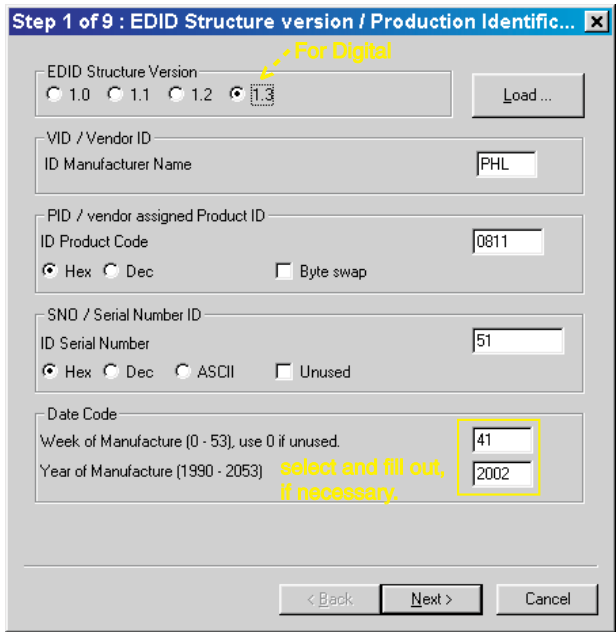 Step 1 of 9 : EDID Structure version / Production Identific...
- For Digital
EDID Structure Version
1.0 1.1 1.2 1.3
Load ...
VID / Vendor ID
ID Manufacturer Name PHL
PID / vendor assigned Product ID
ID Product Code 0811
Hex Dec Byte swap
SNO / Serial Number ID
ID Serial Number 51
Hex Dec ASCII Unused
Date Code
Week of Manufacture (0 - 53), use 0 if unused. 41
Year of Manufacture (1990 - 2053) 2002
select and fill out,
if necessary.
< Back Next > Cancel